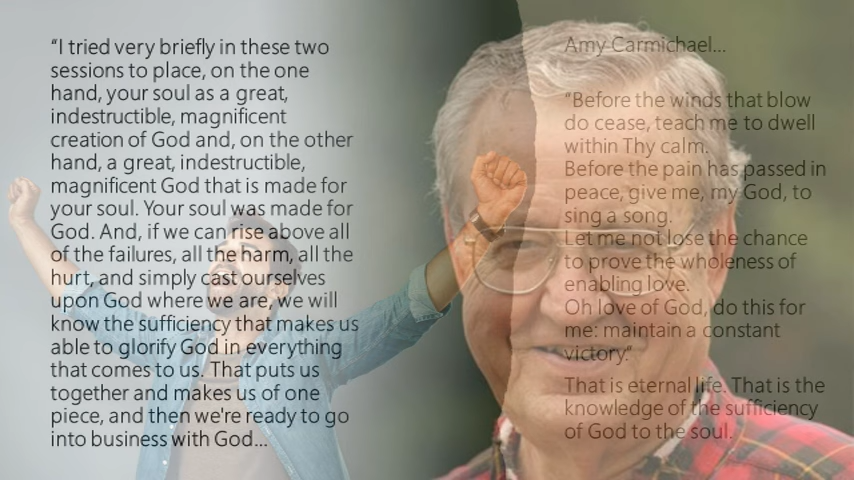 “I tried very briefly in these two
sessions to place, on the one
hand, your soul as a great,
indestructible, magnificent
creation of God and, on the other
hand, a great, indestructible,
magnificent God that is made for
your soul. Your soul was made for
God. And, if we can rise above all
of the failures, all the harm, all the
hurt, and simply cast ourselves
upon God where we are, we will
know the sufficiency that makes us
able to glorify God in everything
that comes to us. That puts us
together and makes us of one
piece, and then we're ready to go
into business with God...
Amy Carmichael...
“Before the winds that blow
do cease, teach me to dwell
within Thy calm.
Before the pain has passed in
peace, give me, my God, to
sing a song.
Let me not lose the chance
to prove the wholeness of
enabling love.
Oh love of God, do this for
me: maintain a constant
victory.”
That is eternal life. That is the
knowledge of the sufficiency
of God to the soul.